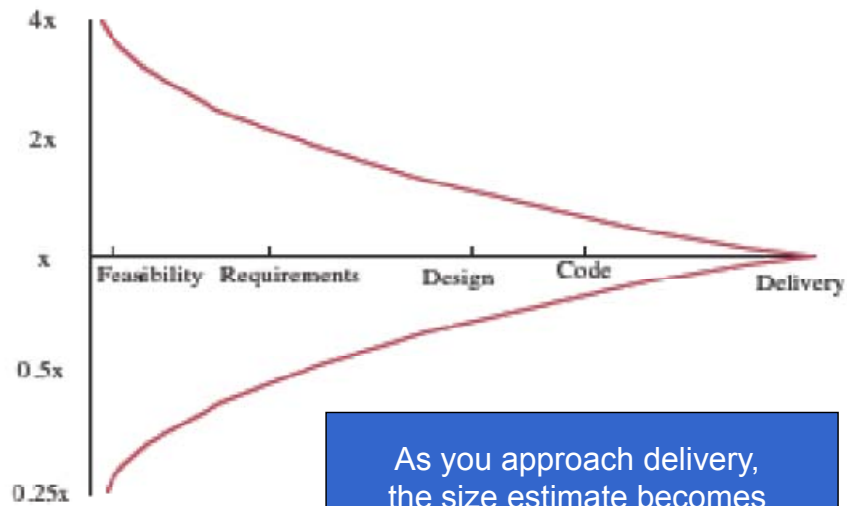 4x
2x
x
Feasibility Requirements Design Code Delivery
0.5x
0.25x
As you approach delivery,
the size estimate becomes